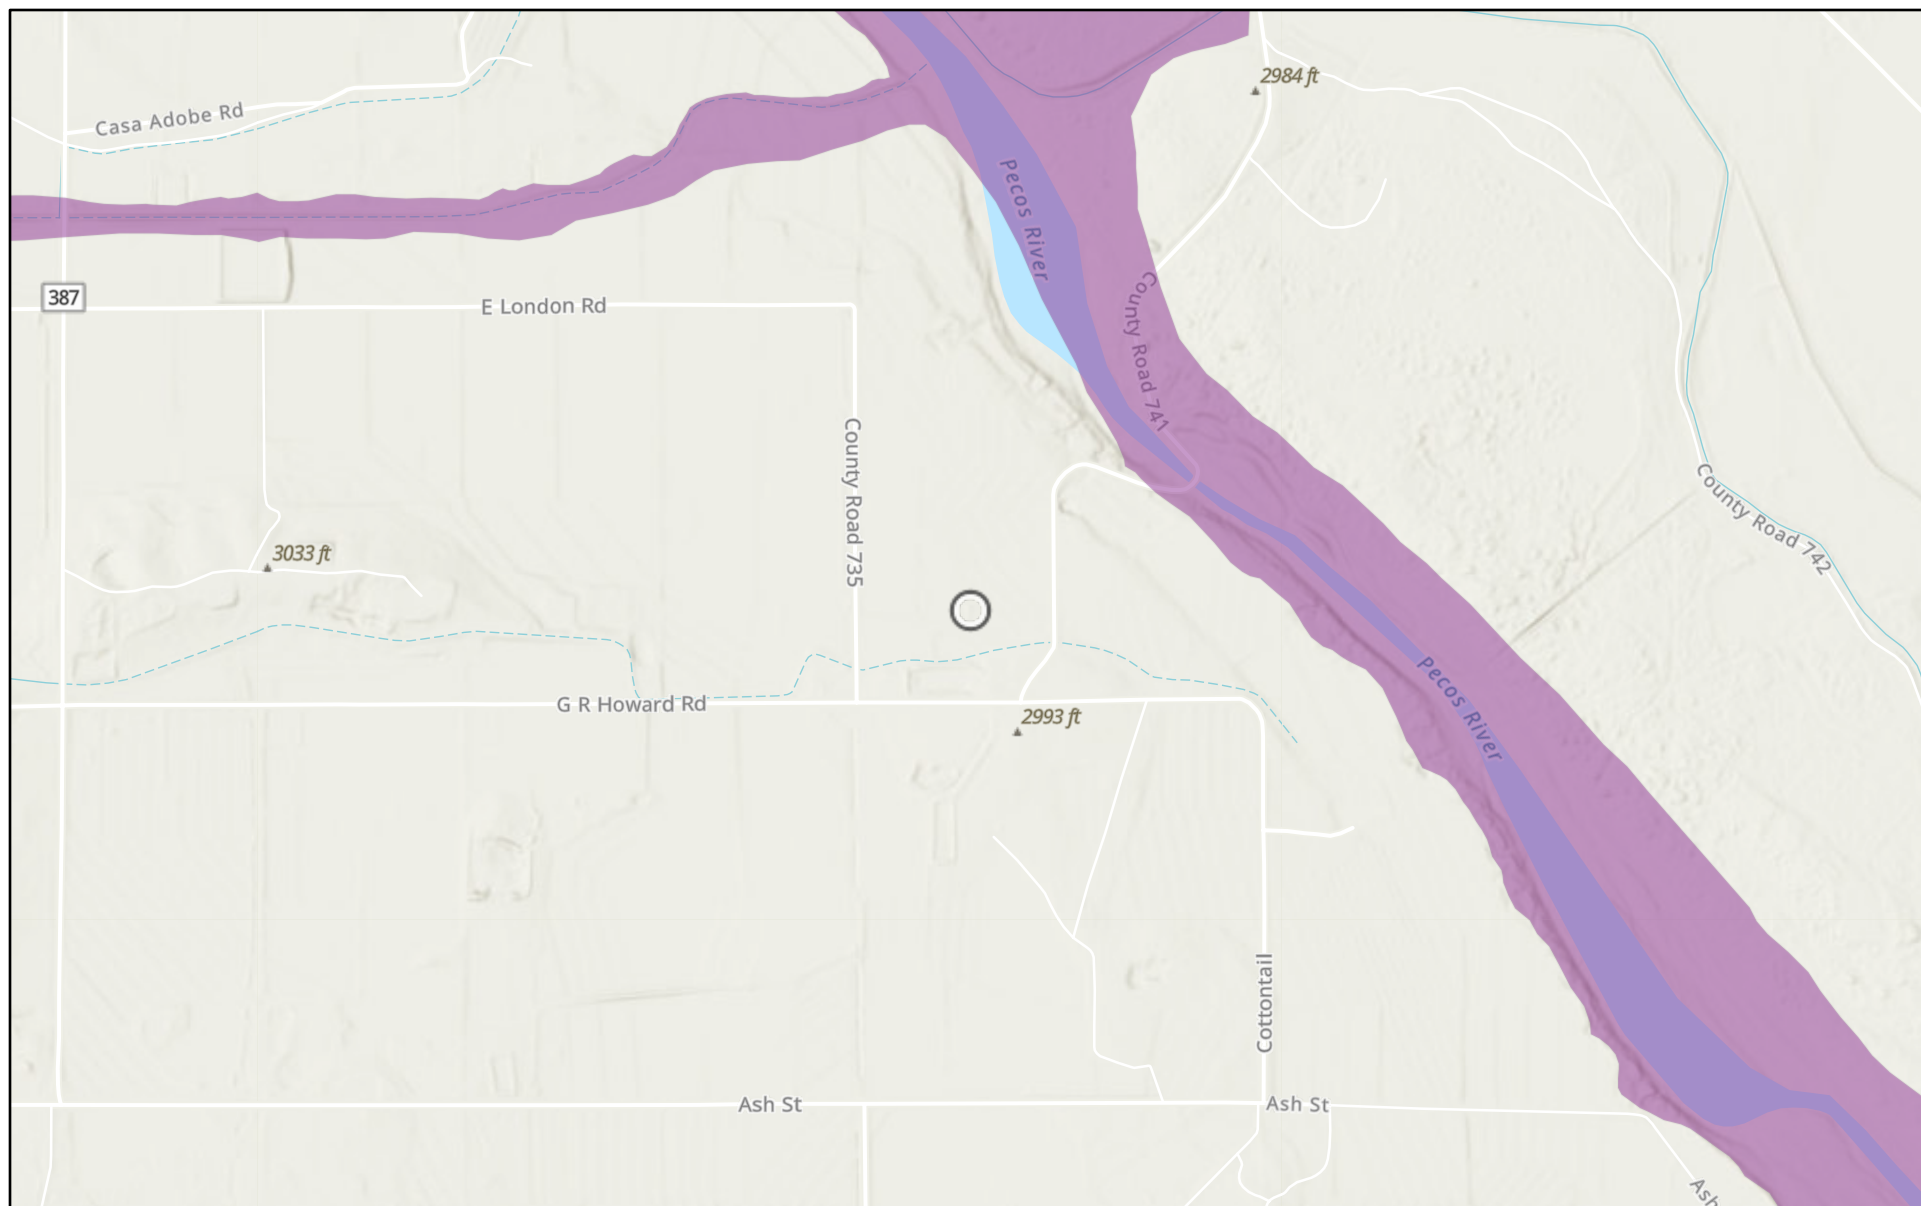 2984 ft
Casa Adobe Rd
Pecos River
387
E London Rd
County Road 741
County Road 735
County Road 742
3033 ft
Pecos River
G R Howard Rd
2993 ft
Cottontail
Ash St
Ash St
Ash